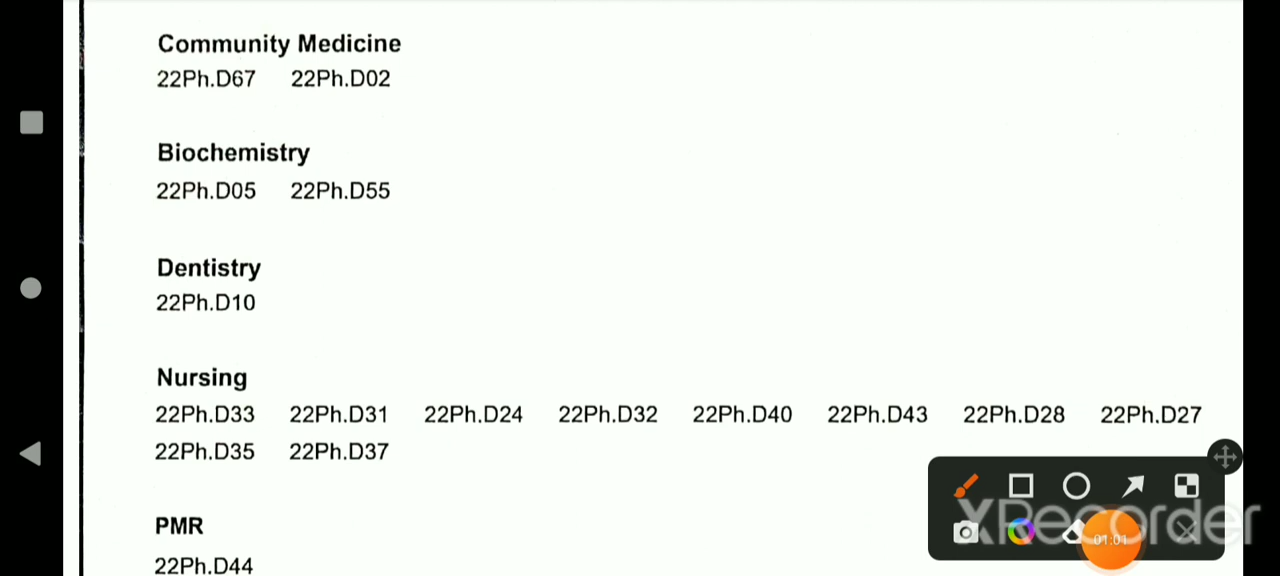 Community Medicine
22Ph.D67 22Ph.D02
Biochemistry
22Ph.D05 22Ph.D55
Dentistry
22Ph.D10
Nursing
22Ph.D33 22Ph.D31 22Ph.D24 22Ph.D32 22Ph.D40 22Ph.D43 22Ph.D28 22Ph.D27
22Ph.D35 22Ph.D37
PMR
22Ph.D44
XRecorder
01:01